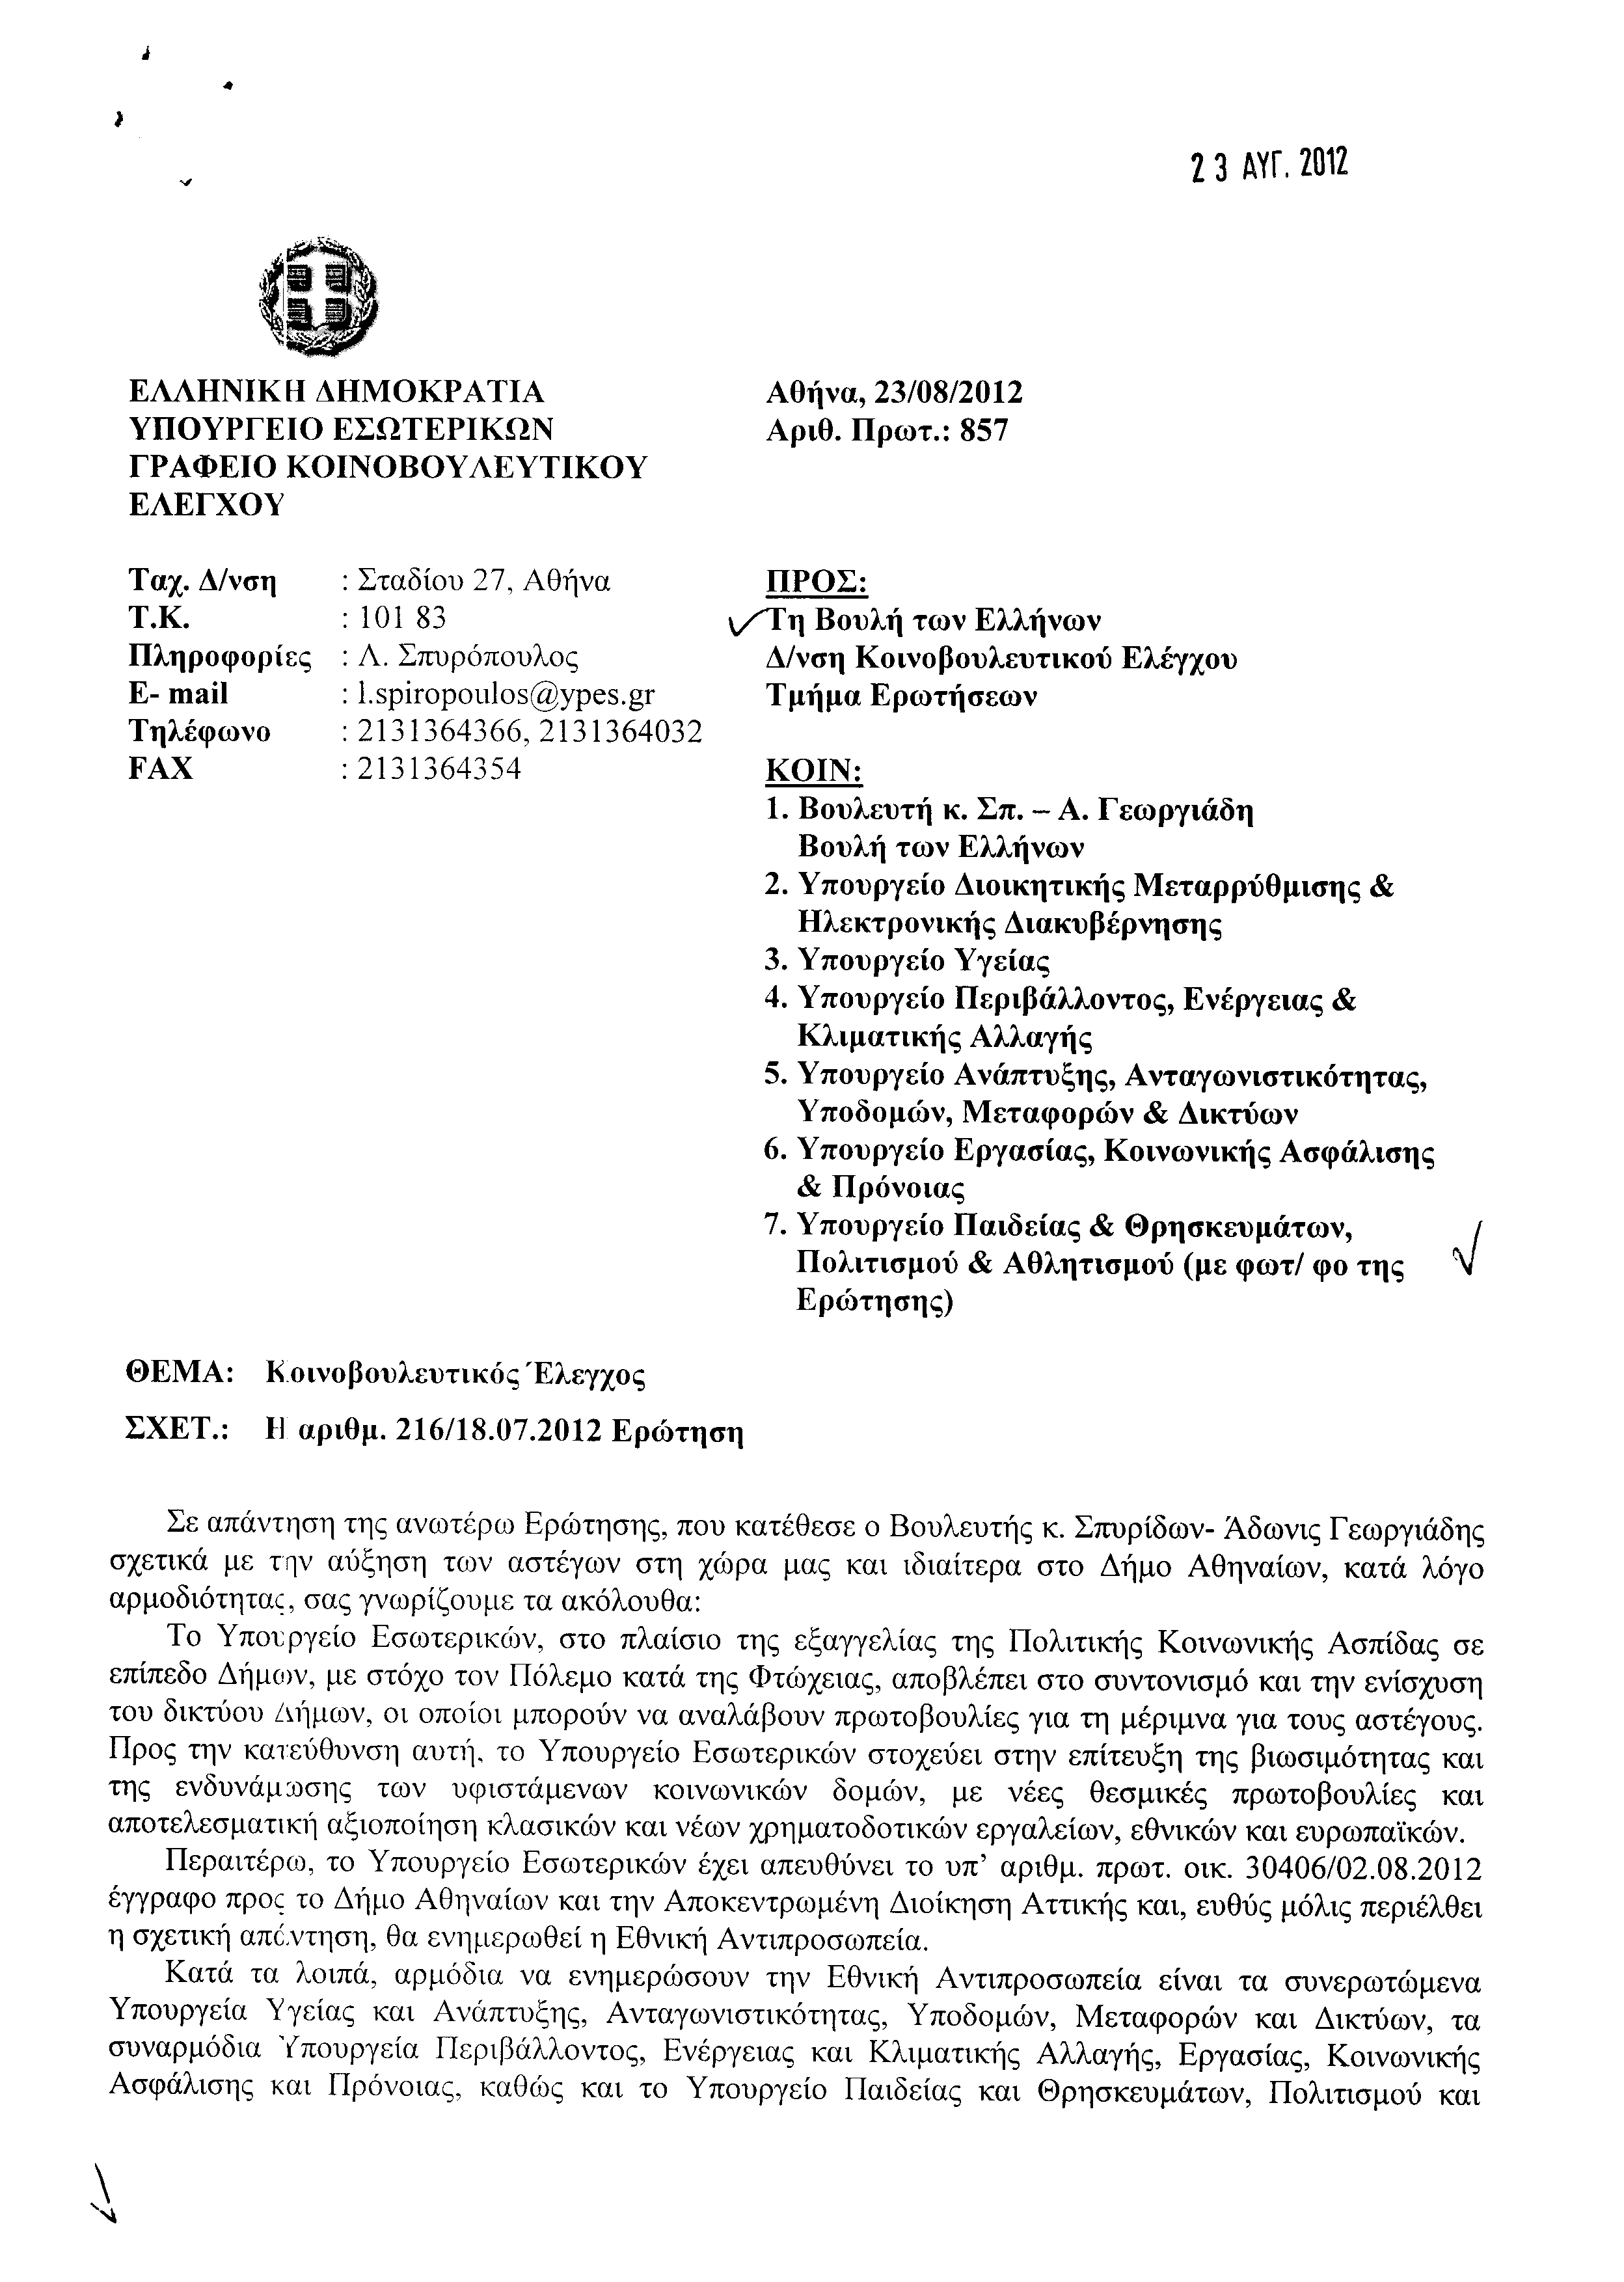 23 ΑΥΓ. 2012
ΕΛΛΗΝΙΚΗ ΔΗΜΟΚΡΑΤΙΑ
ΥΠΟΥΡΓΕΙΟ ΕΣΩΤΕΡΙΚΩΝ
ΓΡΑΦΕΙΟ ΚΟΙΝΟΒΟΥΛΕΥΤΙΚΟΥ
ΕΛΕΓΧΟΥ
Αθήνα, 23/08/2012
Αριθ. Πρωτ.: 857
Ταχ. Δ/νση : Σταδίου 27, Αθήνα
Τ.Κ. : 101 83
Πληροφορίες : Λ. Σπυρόπουλος
E- mail : l.spiropoulos@ypes.gr
Τηλέφωνο : 2131364366, 2131364032
FAX : 2131364354
ΠΡΟΣ:
Τη Βουλή των Ελλήνων
Δ/νση Κοινοβουλευτικού Ελέγχου
Τμήμα Ερωτήσεων
ΚΟΙΝ:
1. Βουλευτή κ. Σπ. – Α. Γεωργιάδη
Βουλή των Ελλήνων
2. Υπουργείο Διοικητικής Μεταρρύθμισης &
Ηλεκτρονικής Διακυβέρνησης
3. Υπουργείο Υγείας
4. Υπουργείο Περιβάλλοντος, Ενέργειας &
Κλιματικής Αλλαγής
5. Υπουργείο Ανάπτυξης, Ανταγωνιστικότητας,
Υποδομών, Μεταφορών & Δικτύων
6. Υπουργείο Εργασίας, Κοινωνικής Ασφάλισης
& Πρόνοιας
7. Υπουργείο Παιδείας & Θρησκευμάτων,
Πολιτισμού & Αθλητισμού (με φωτ/ φο της
Ερώτησης)
ΘΕΜΑ: Κοινοβουλευτικός Έλεγχος
ΣΧΕΤ.: Η αριθμ. 216/18.07.2012 Ερώτηση
Σε απάντηση της ανωτέρω Ερώτησης, που κατέθεσε ο Βουλευτής κ. Σπυρίδων- Άδωνις Γεωργιάδης
σχετικά με την αύξηση των αστέγων στη χώρα μας και ιδιαίτερα στο Δήμο Αθηναίων, κατά λόγο
αρμοδιότητας, σας γνωρίζουμε τα ακόλουθα:
Το Υπουργείο Εσωτερικών, στο πλαίσιο της εξαγγελίας της Πολιτικής Κοινωνικής Ασπίδας σε
επίπεδο Δήμων, με στόχο τον Πόλεμο κατά της Φτώχειας, αποβλέπει στο συντονισμό και την ενίσχυση
του δικτύου Δήμων, οι οποίοι μπορούν να αναλάβουν πρωτοβουλίες για τη μέριμνα για τους αστέγους.
Προς την κατεύθυνση αυτή, το Υπουργείο Εσωτερικών στοχεύει στην επίτευξη της βιωσιμότητας και
της ενδυνάμωσης των υφιστάμενων κοινωνικών δομών, με νέες θεσμικές πρωτοβουλίες και
αποτελεσματική αξιοποίηση κλασικών και νέων χρηματοδοτικών εργαλείων, εθνικών και ευρωπαϊκών.
Περαιτέρω, το Υπουργείο Εσωτερικών έχει απευθύνει το υπ’ αριθμ. πρωτ. οικ. 30406/02.08.2012
έγγραφο προς το Δήμο Αθηναίων και την Αποκεντρωμένη Διοίκηση Αττικής και, ευθύς μόλις περιέλθει
η σχετική απάντηση, θα ενημερωθεί η Εθνική Αντιπροσωπεία.
Κατά τα λοιπά, αρμόδια να ενημερώσουν την Εθνική Αντιπροσωπεία είναι τα συνερωτώμενα
Υπουργεία Υγείας και Ανάπτυξης, Ανταγωνιστικότητας, Υποδομών, Μεταφορών και Δικτύων, τα
συναρμόδια Υπουργεία Περιβάλλοντος, Ενέργειας και Κλιματικής Αλλαγής, Εργασίας, Κοινωνικής
Ασφάλισης και Πρόνοιας, καθώς και το Υπουργείο Παιδείας και Θρησκευμάτων, Πολιτισμού και